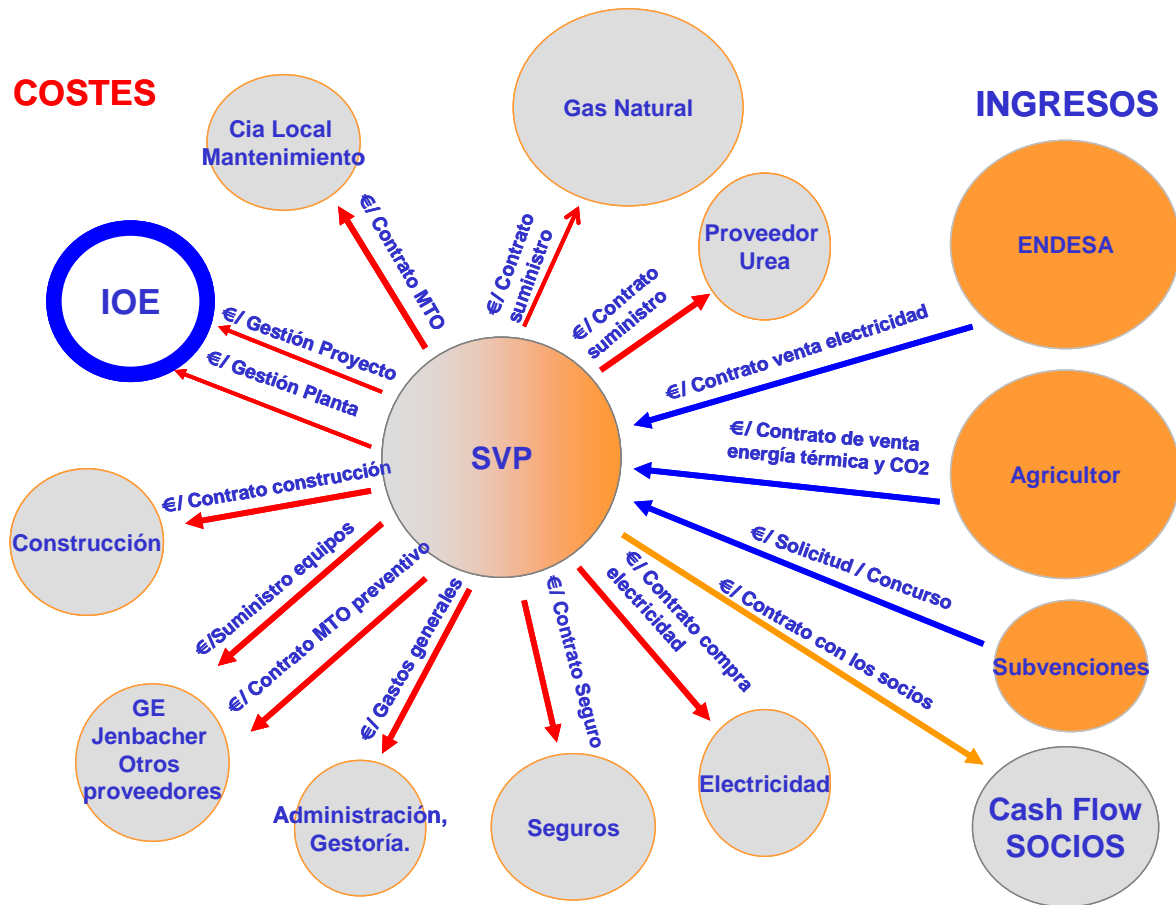 COSTES
INGRESOS
Cia Local
Mantenimiento
Gas Natural
Proveedor
Urea
ENDESA
IOE
€/ Contrato MTO
€/ Contrato
suministro
€/ Contrato
suministro
€/ Contrato venta electricidad
€/ Gestión Proyecto
€/ Gestión Planta
SVP
€/ Contrato de venta
energía térmica y CO2
Agricultor
€/ Contrato construcción
Construcción
€/Suministro equipos
€/ Contrato MTO preventivo
€/ Gastos generales
€/ Contrato Seguro
€/ Contrato compra
electricidad
€/ Solicitud / Concurso
€/ Contrato con los socios
Subvenciones
GE
Jenbacher
Otros
proveedores
Administración,
Gestoría.
Seguros
Electricidad
Cash Flow
SOCIOS